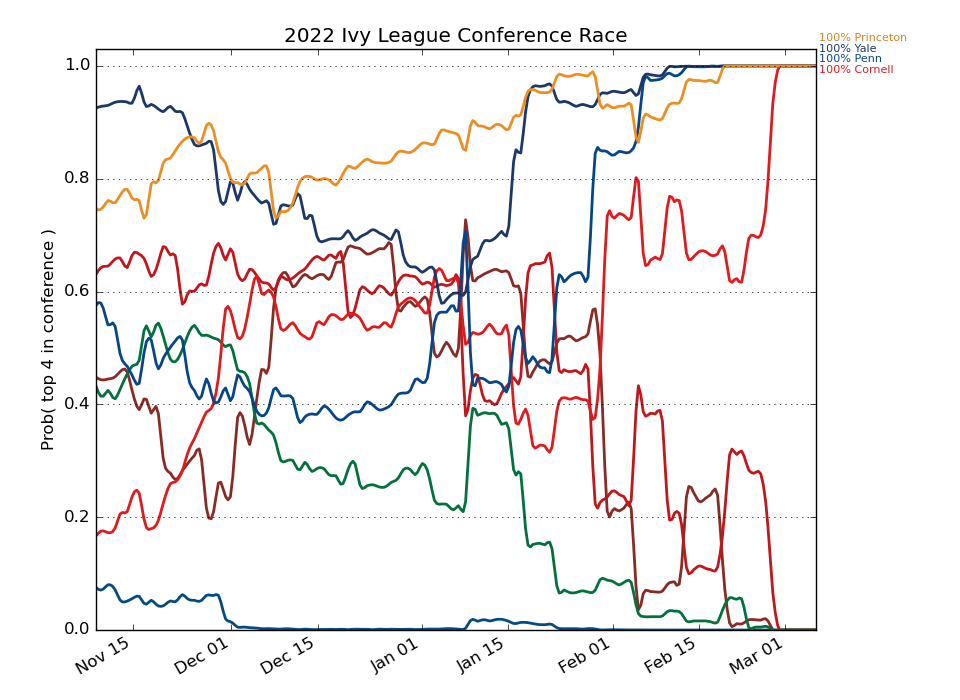 2022 Ivy League Conference Race
100% Princeton
100% Yale
100% Penn
100% Cornell
Prob( top 4 in conference )
1.0
0.8
0.6
0.4
0.2
0.0
Nov 15
Dec 01
Dec 15
Jan 01
Jan 15
Feb 01
Feb 15
Mar 01